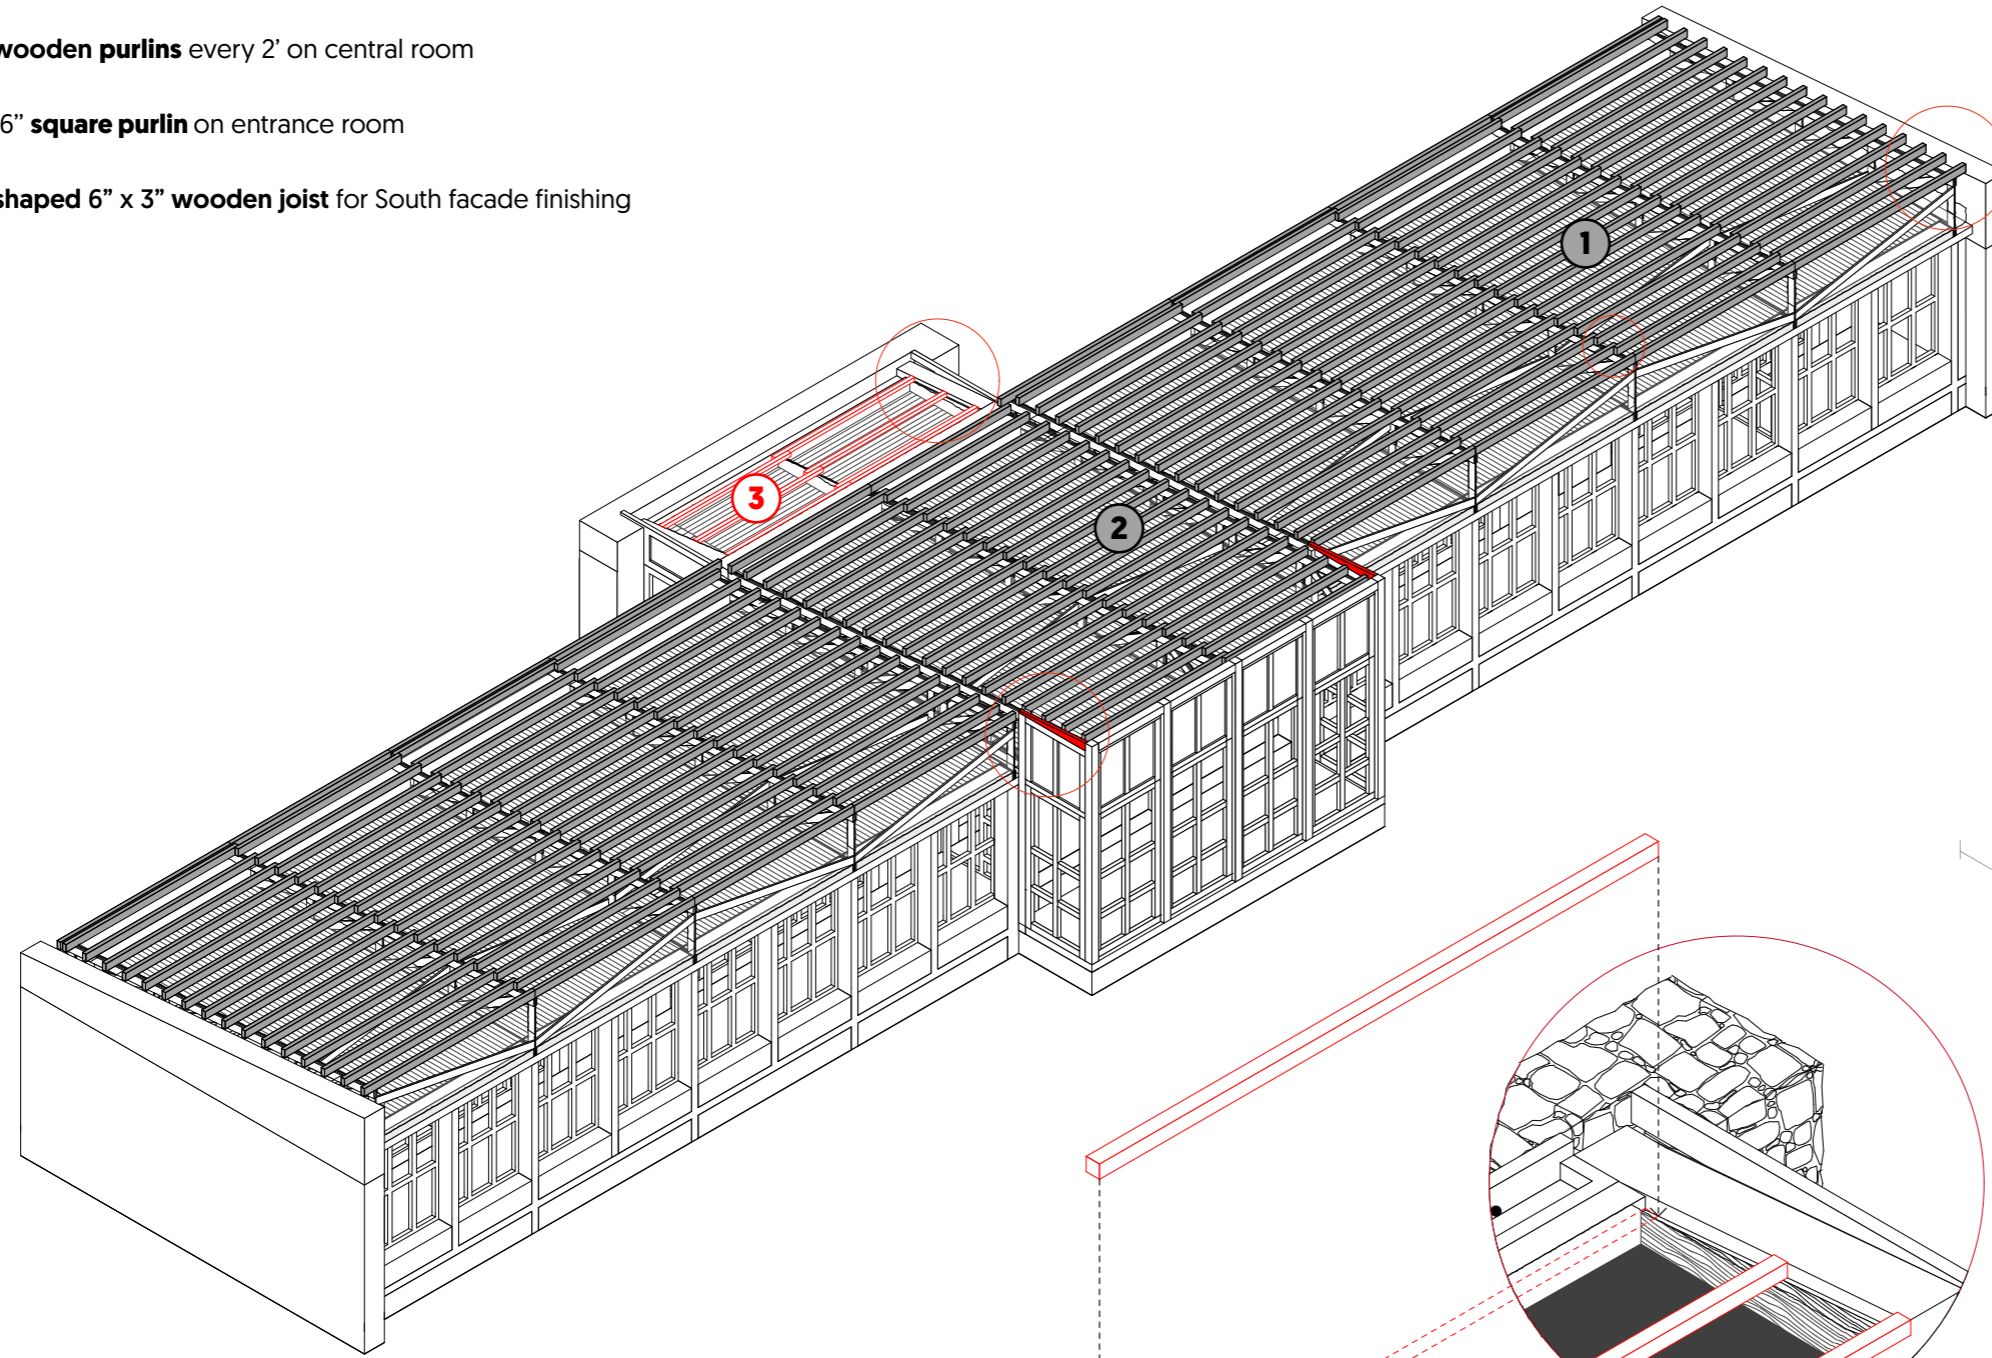 wooden purlins every 2’ on central room
6” square purlin on entrance room
shaped 6” x 3” wooden joist for South facade finishing
1
2
3